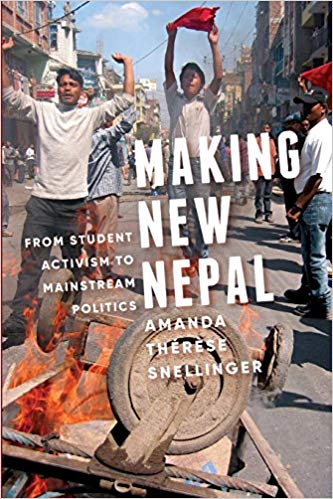 MAKING
NEW
NEPAL
FROM STUDENT
ACTIVISM TO
MAINSTREAM
POLITICS
AMANDA
THÉRÈSE
SNELLINGER